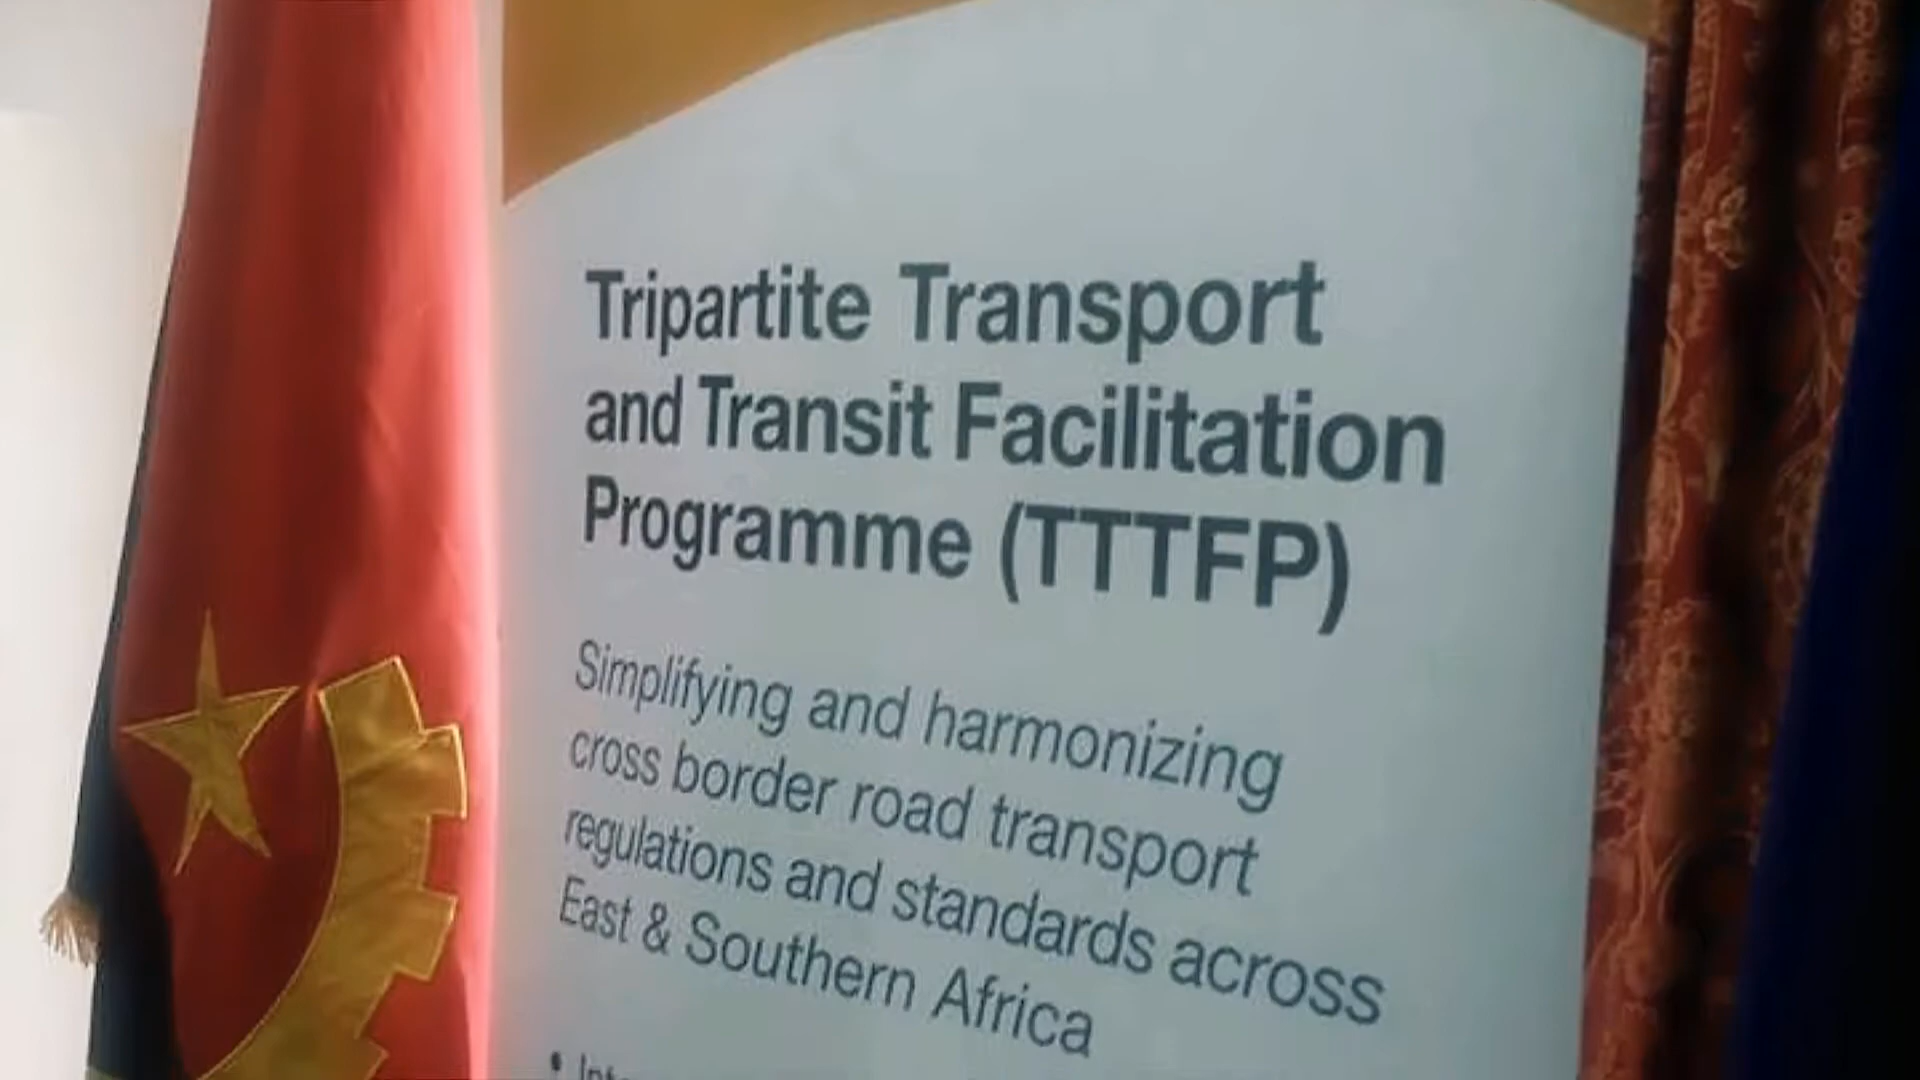 Tripartite Transport
and Transit Facilitation
Programme (TTTFP)
Simplifying and harmonizing
cross border road transport
regulations and standards across
East & Southern Africa